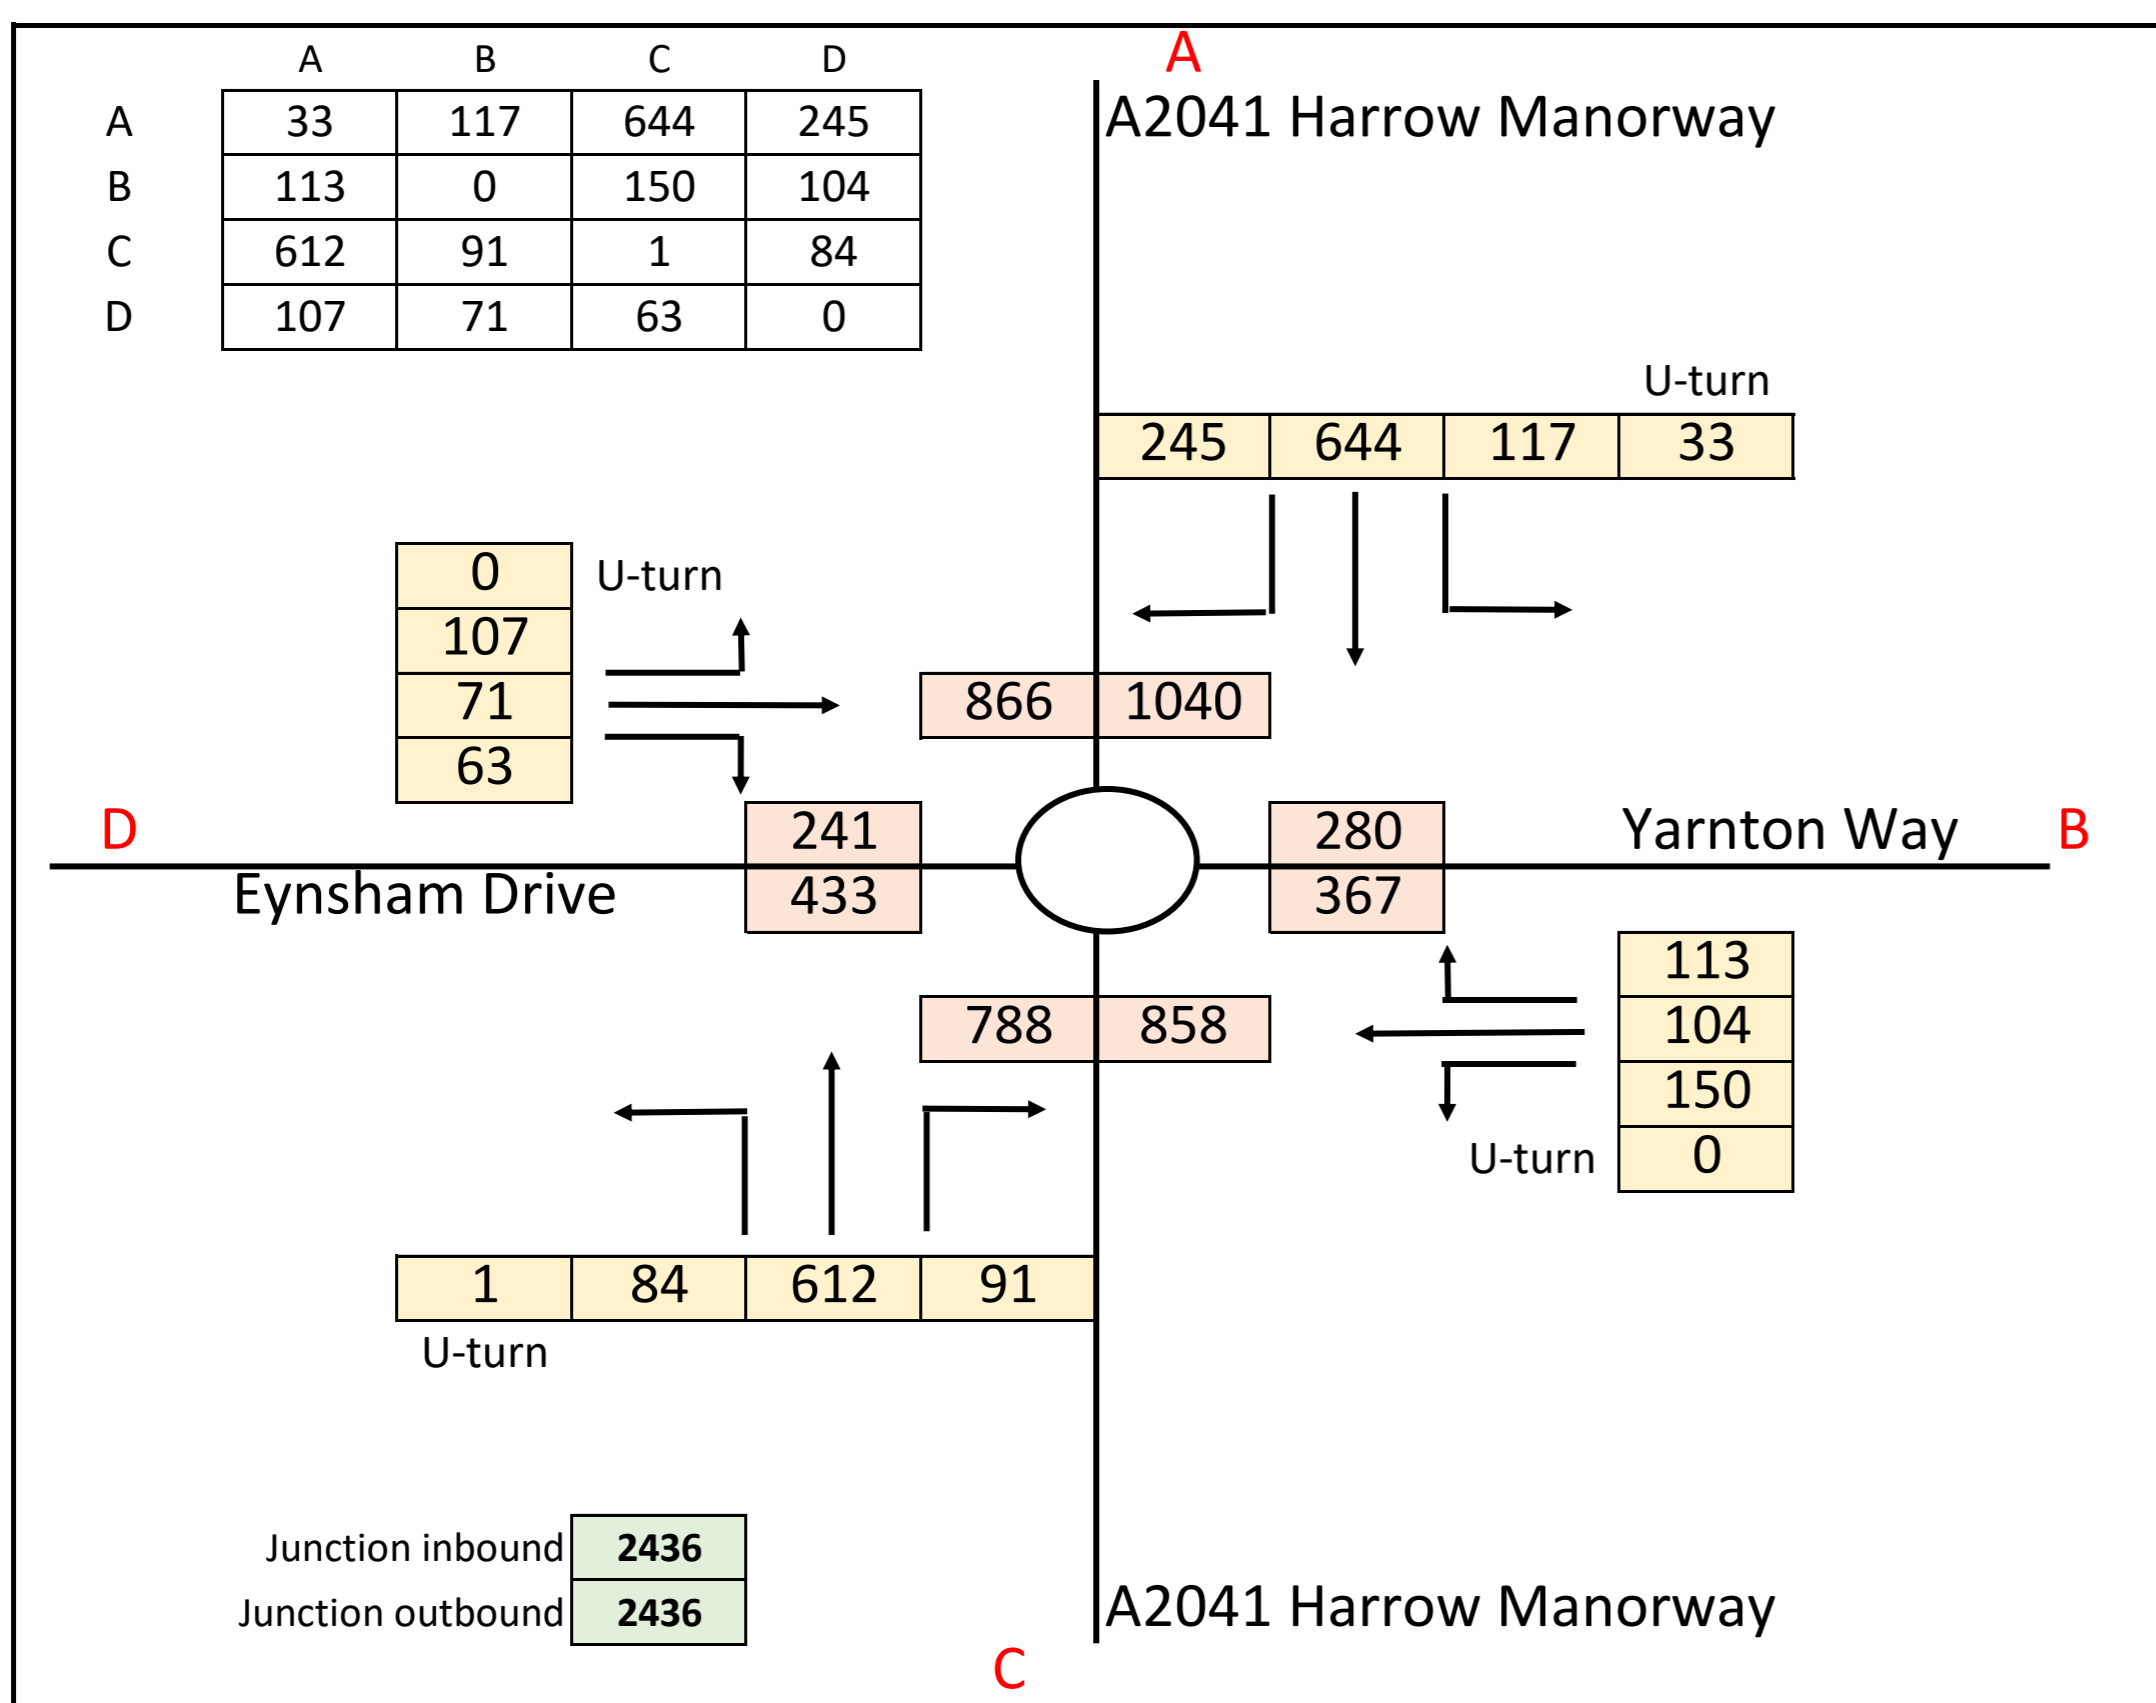 A
A B C D
A 33 117 644 245
B 113 0 150 104
C 612 91 1 84
D 107 71 63 0
A2041 Harrow Manorway
U-turn
245 644 117 33
0 U-turn
107
71
63
866 1040
D
241
433
Eynsham Drive
280
367
Yarnton Way B
788 858
113
104
150
U-turn 0
1 84 612 91
U-turn
Junction inbound 2436
Junction outbound 2436
A2041 Harrow Manorway
C